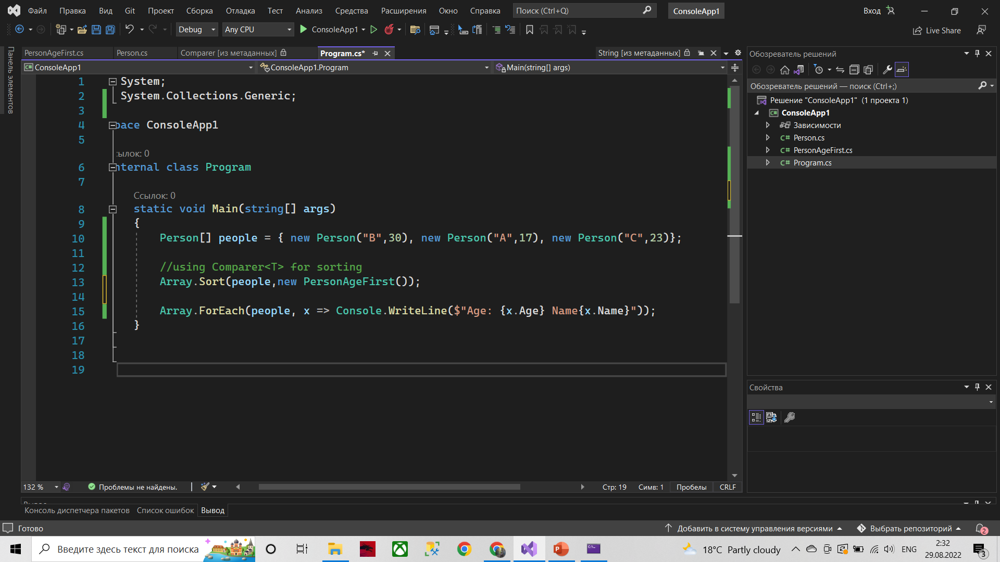 Файл Правка Вид Git Проект Сборка Отладка Тест Анализ Средства Расширения Окно Справка Поиск (Ctrl+Q) ConsoleApp1 Вход
Debug Any CPU ConsoleApp1 Live Share
Панель элементов
PersonAgeFirst.cs Person.cs Comparer [из метаданных] Program.cs* String [из метаданных]
ConsoleApp1 ConsoleApp1.Program Main(string[] args)
1 System;
2 System.Collections.Generic;
3
4 pace ConsoleApp1
5
сылок: 0
6 nternal class Program
7
Ссылок: 0
8 static void Main(string[] args)
9 {
10 Person[] people = { new Person("B",30), new Person("A",17), new Person("C",23)};
11
12 //using Comparer<T> for sorting
13 Array.Sort(people,new PersonAgeFirst());
14
15 Array.ForEach(people, x => Console.WriteLine($"Age: {x.Age} Name{x.Name}"));
16 }
17
18
19
132 % Проблемы не найдены. Стр: 19 Симв: 1 Пробелы CRLF
Обозреватель решений
Обозреватель решений — поиск (Ctrl+;)
Решение "ConsoleApp1" (1 проекта 1)
C# ConsoleApp1
Зависимости
C# Person.cs
C# PersonAgeFirst.cs
C# Program.cs
Свойства
Вывод
Консоль диспетчера пакетов Список ошибок Вывод
Готово Добавить в систему управления версиями Выбрать репозиторий 2
Введите здесь текст для поиска 18°C Partly cloudy ENG 2:32
29.08.2022 3